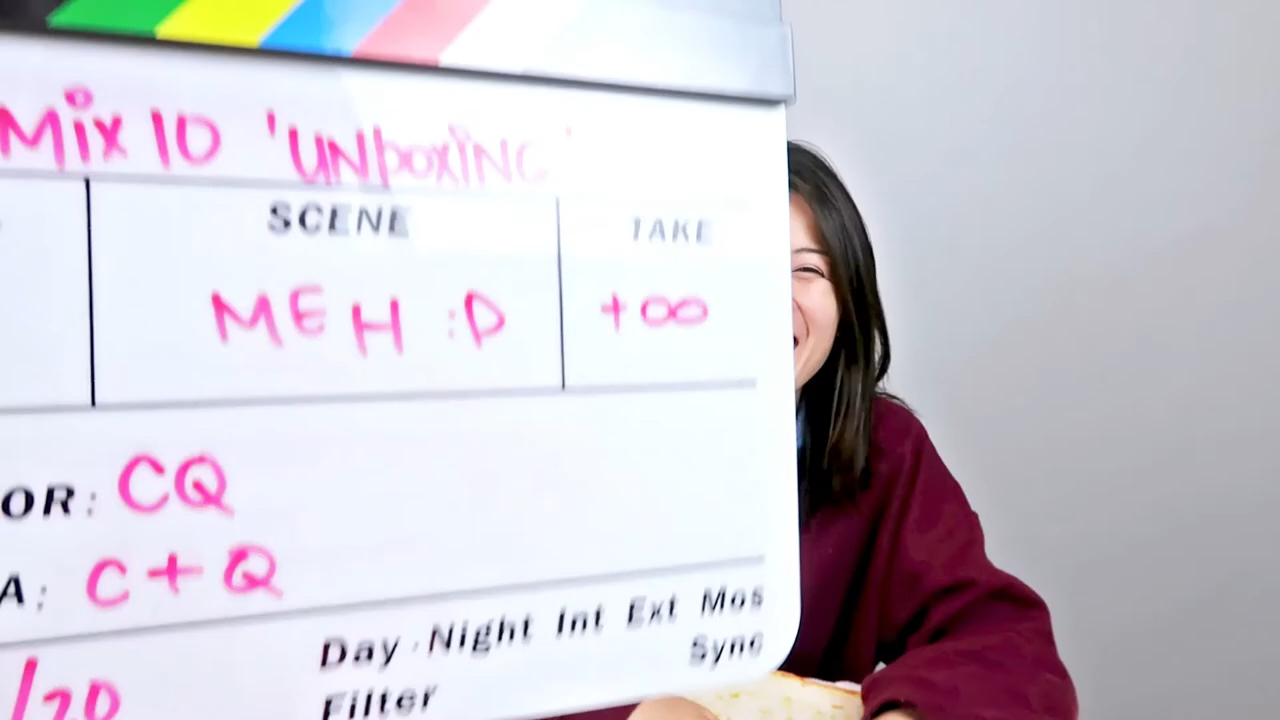 Mix 10 'UNboxiNG'
SCENE
TAKE
MEH :D
+∞
OR: CQ
A: C+Q
Day · Night Int Ext Mos
Sync
Filter
/20